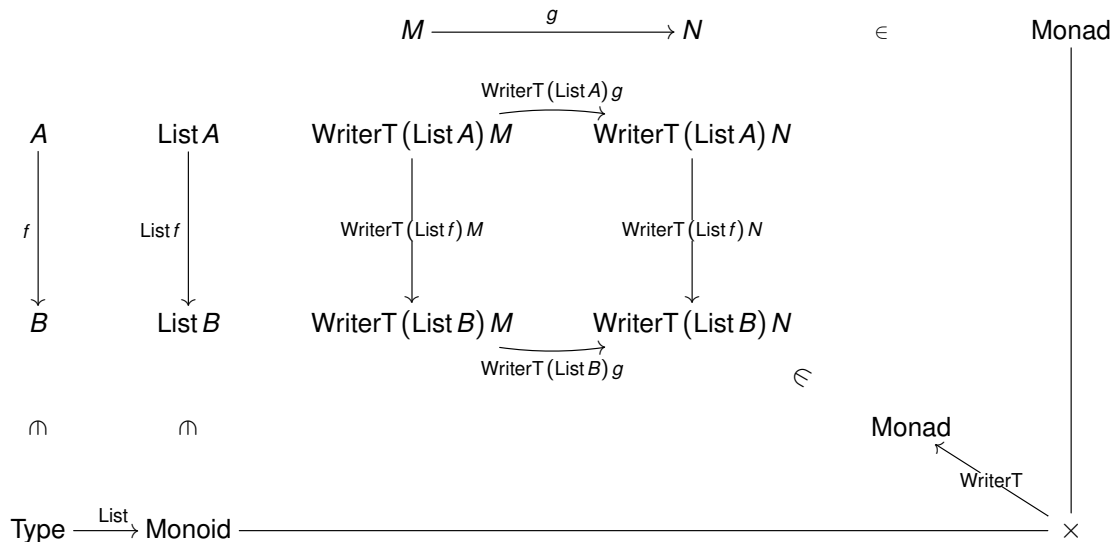 g
M N ∈ Monad
WriterT (List A) g
A List A WriterT (List A) M WriterT (List A) N
f List f WriterT (List f) M WriterT (List f) N
B List B WriterT (List B) M WriterT (List B) N
WriterT (List B) g
∈
∈ ∈ Monad
WriterT
List
Type Monoid ×